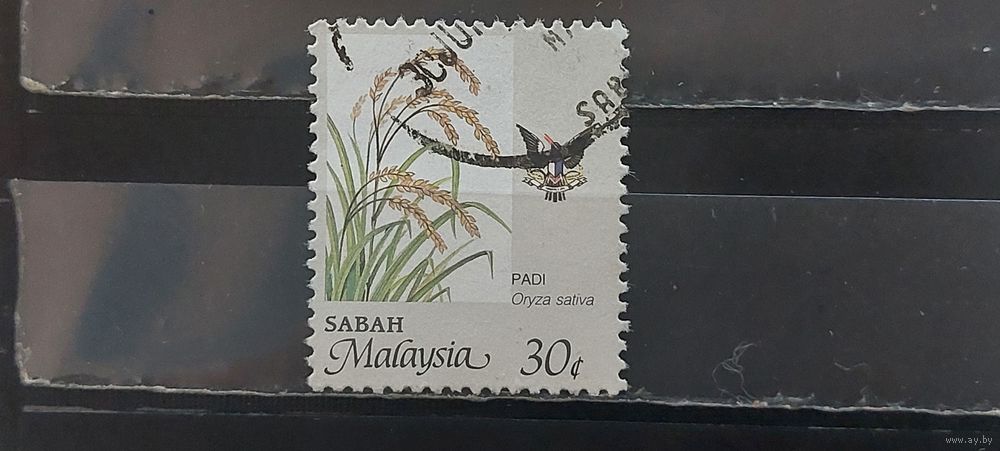 PADI
Oryza sativa
SABAH
Malaysia
30¢
www.ay.by